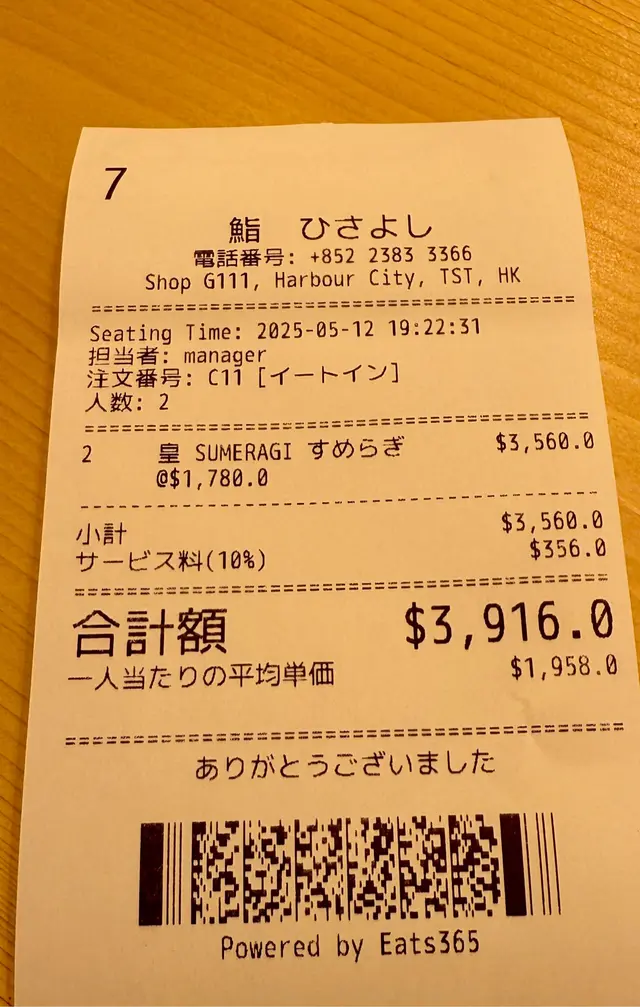 7
鮨 ひさよし
電話番号: +852 2383 3366
Shop G111, Harbour City, TST, HK
Seating Time: 2025-05-12 19:22:31
担当者: manager
注文番号: C11 [イートイン]
人数: 2
2 皇 SUMERAGI すめらぎ $3,560.0
@$1,780.0
小計 $3,560.0
サービス料(10%) $356.0
合計額 $3,916.0
一人当たりの平均単価 $1,958.0
ありがとうございました
Powered by Eats365